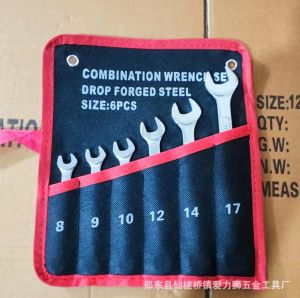 COMBINATION WRENCH SE
DROP FORGED STEEL
SIZE:6PCS
8 9 10 12 14 17
SIZE:12
QTY:
G.W:
N.W:
MEAS
邵东县仙槎桥镇爱力狮五金工具厂